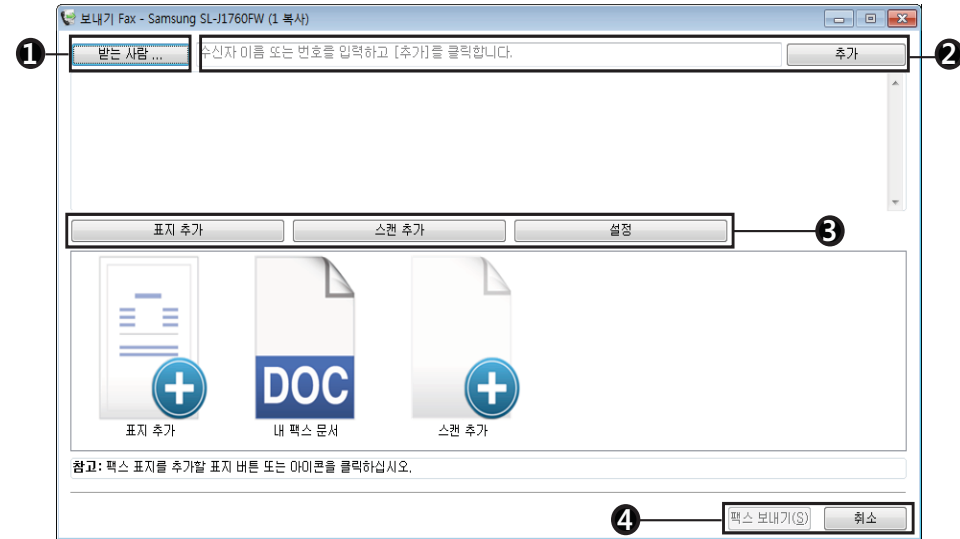 보내기 Fax - Samsung SL-J1760FW (1 복사)
❶ 받는 사람 ... 수신자 이름 또는 번호를 입력하고 [추가]를 클릭합니다. 추가 ❷
표지 추가 스캔 추가 설정 ❸
DOC
표지 추가 내 팩스 문서 스캔 추가
참고: 팩스 표지를 추가할 표지 버튼 또는 아이콘을 클릭하십시오.
❹ 팩스 보내기(S) 취소